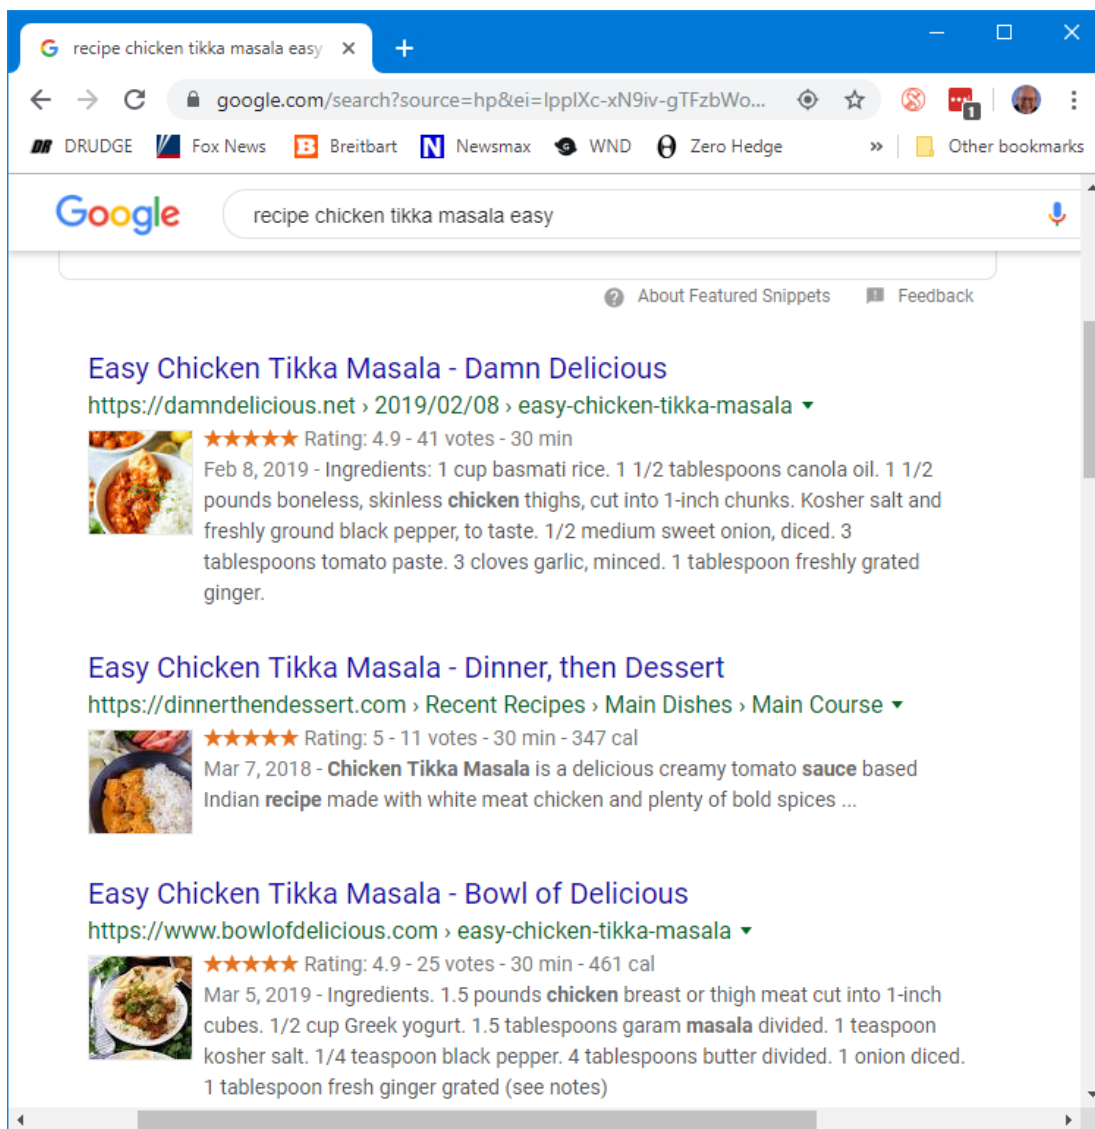 recipe chicken tikka masala easy
google.com/search?source=hp&ei=lppIXc-xN9iv-gTFzbWo...
1
DR DRUDGE Fox News B Breitbart N Newsmax WND Zero Hedge » Other bookmarks
Google recipe chicken tikka masala easy
About Featured Snippets Feedback
Easy Chicken Tikka Masala - Damn Delicious
https://damndelicious.net › 2019/02/08 › easy-chicken-tikka-masala
★★★★★ Rating: 4.9 - 41 votes - 30 min
Feb 8, 2019 - Ingredients: 1 cup basmati rice. 1 1/2 tablespoons canola oil. 1 1/2
pounds boneless, skinless chicken thighs, cut into 1-inch chunks. Kosher salt and
freshly ground black pepper, to taste. 1/2 medium sweet onion, diced. 3
tablespoons tomato paste. 3 cloves garlic, minced. 1 tablespoon freshly grated
ginger.
Easy Chicken Tikka Masala - Dinner, then Dessert
https://dinnerthendessert.com › Recent Recipes › Main Dishes › Main Course
★★★★★ Rating: 5 - 11 votes - 30 min - 347 cal
Mar 7, 2018 - Chicken Tikka Masala is a delicious creamy tomato sauce based
Indian recipe made with white meat chicken and plenty of bold spices ...
Easy Chicken Tikka Masala - Bowl of Delicious
https://www.bowlofdelicious.com › easy-chicken-tikka-masala
★★★★★ Rating: 4.9 - 25 votes - 30 min - 461 cal
Mar 5, 2019 - Ingredients. 1.5 pounds chicken breast or thigh meat cut into 1-inch
cubes. 1/2 cup Greek yogurt. 1.5 tablespoons garam masala divided. 1 teaspoon
kosher salt. 1/4 teaspoon black pepper. 4 tablespoons butter divided. 1 onion diced.
1 tablespoon fresh ginger grated (see notes)